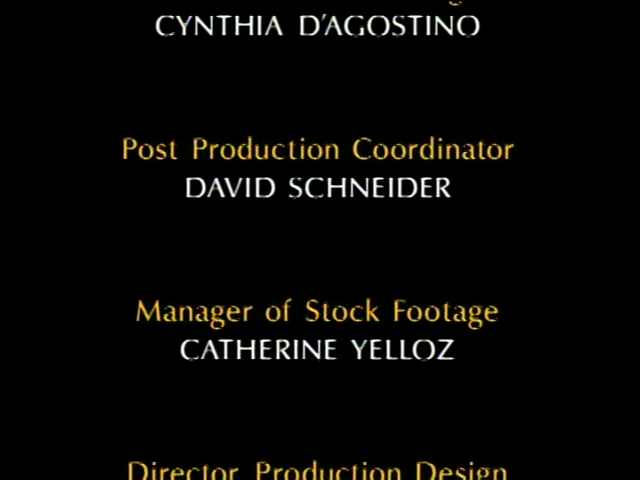 CYNTHIA D'AGOSTINO
Post Production Coordinator
DAVID SCHNEIDER
Manager of Stock Footage
CATHERINE YELLOZ
Director Production Design